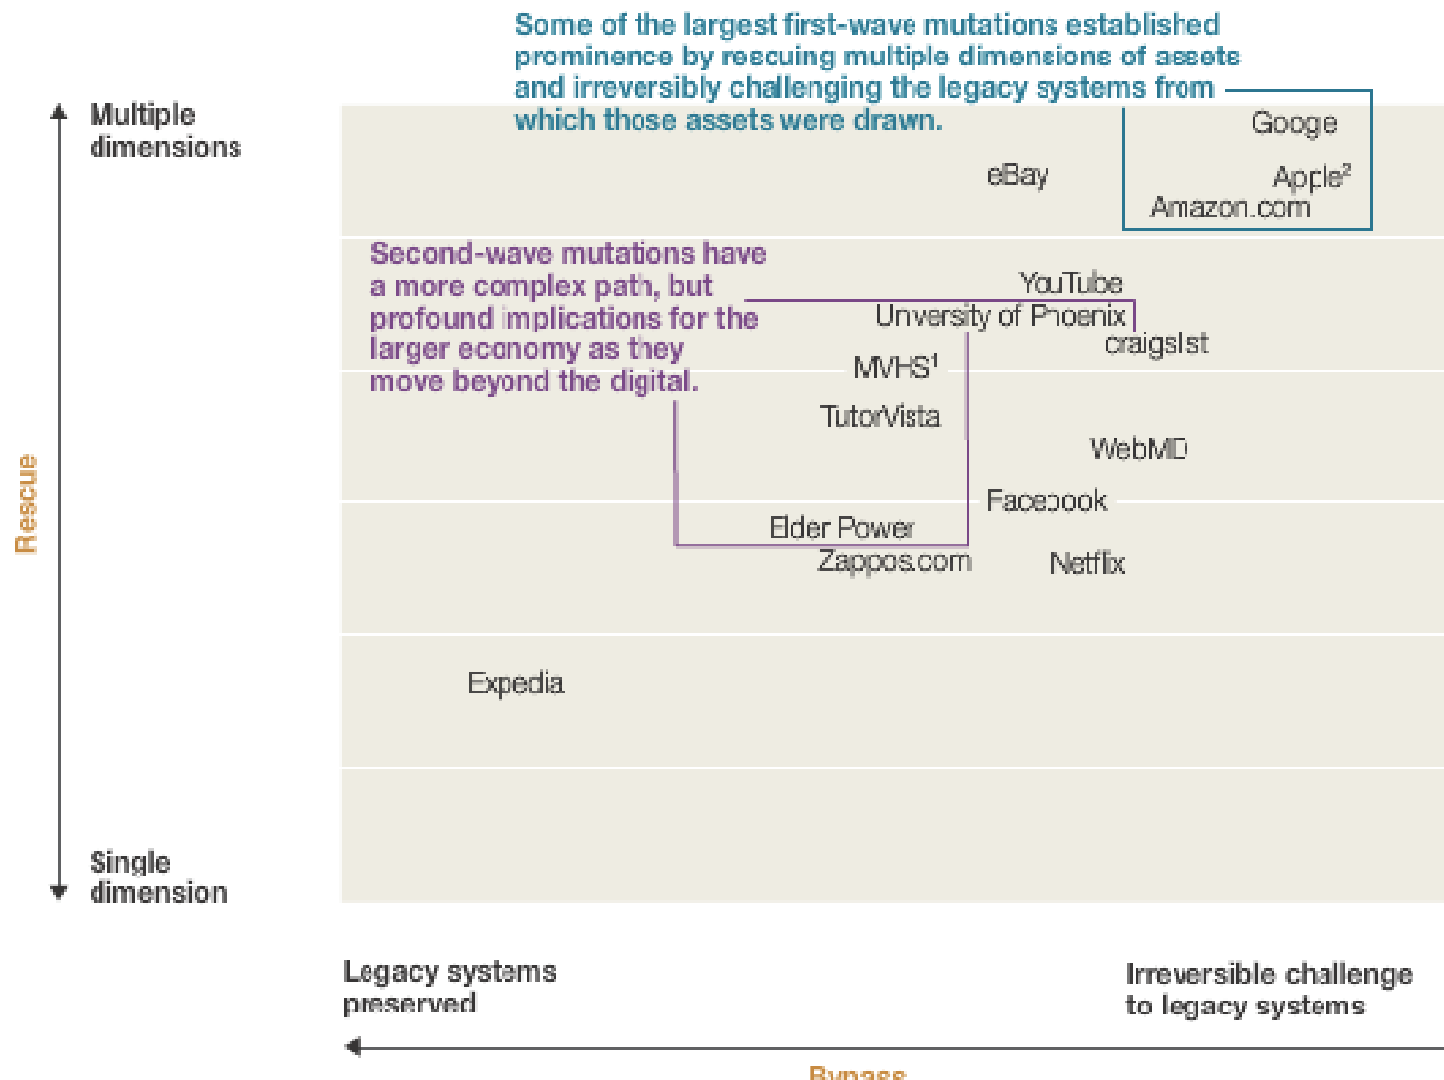 Some of the largest first-wave mutations established
prominence by rescuing multiple dimensions of assets
and irreversibly challenging the legacy systems from
which those assets were drawn.
Multiple
dimensions
Googe
eBay
Apple²
Amazon.com
Second-wave mutations have
a more complex path, but
profound implications for the
larger economy as they
move beyond the digital.
YouTube
Unversity of Phoenix
craigslst
MVHS¹
TutorVista
WebMD
Rescue
Facebook
Elder Power
Zappos.com
Netflix
Expedia
Single
dimension
Legacy systems
preserved
Irreversible challenge
to legacy systems
Bypass